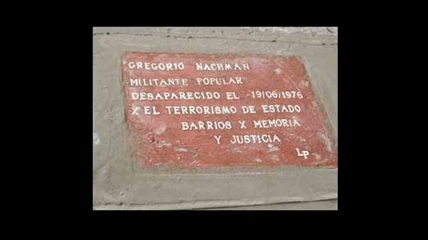 GREGORIO NACHMAN
MILITANTE POPULAR
DESAPARECIDO EL -19/06/1976
X EL TERRORISMO DE ESTADO
BARRIOS X MEMORIA
Y JUSTICIA
LP